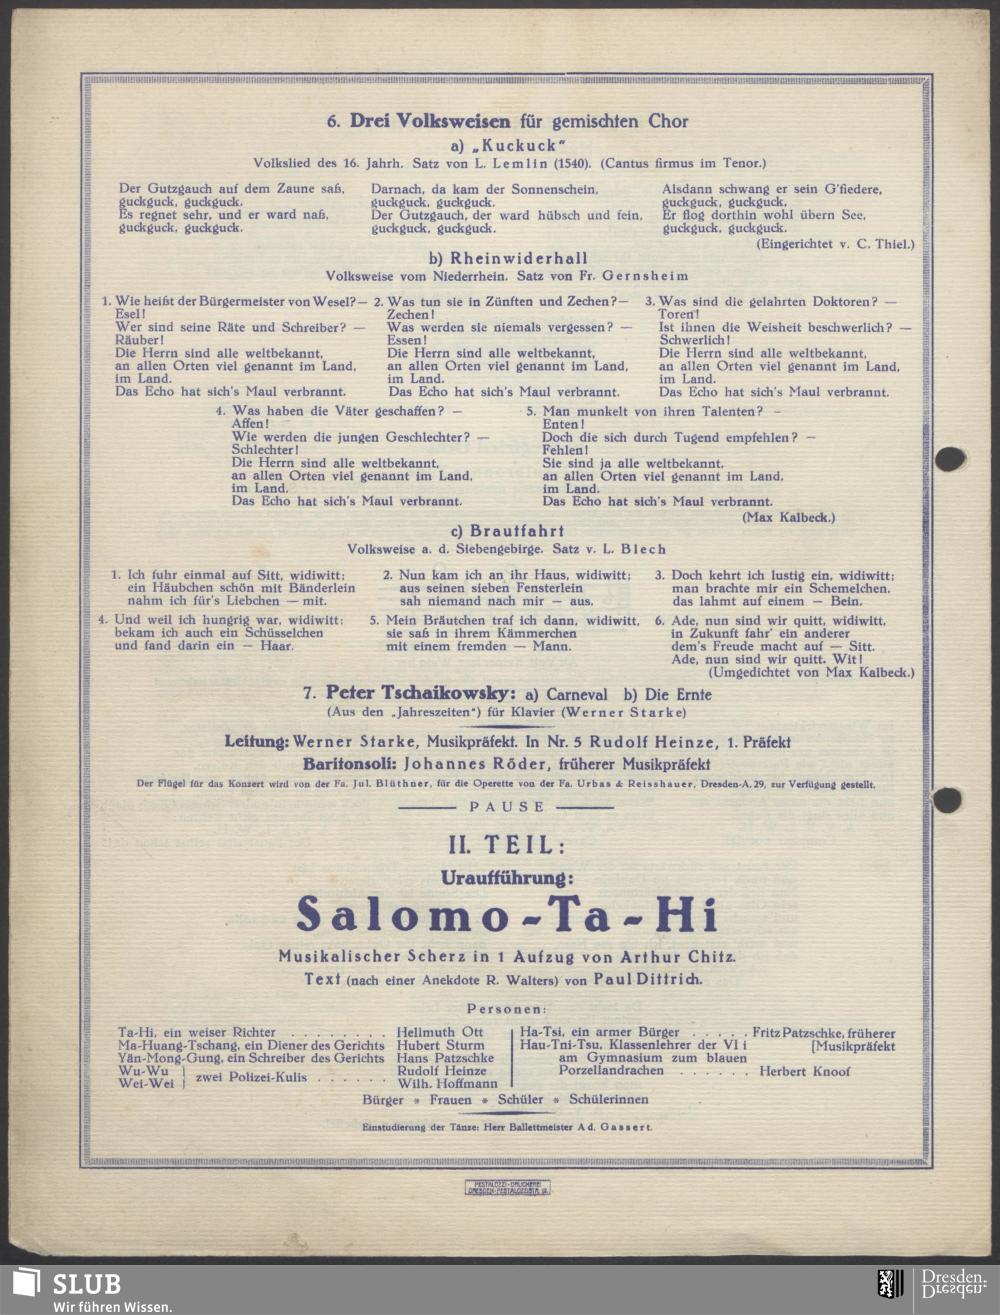 6. Drei Volksweisen für gemischten Chor
a) „Kuckuck“
Volkslied des 16. Jahrh. Satz von L. Lemlin (1540). (Cantus firmus im Tenor.)
Der Gutzgauch auf dem Zaune saß,
guckguck, guckguck.
Es regnet sehr, und er ward naß,
guckguck, guckguck.
Darnach, da kam der Sonnenschein,
guckguck, guckguck.
Der Gutzgauch, der ward hübsch und fein,
guckguck, guckguck.
Alsdann schwang er sein G'fiedere,
guckguck, guckguck.
Er flog dorthin wohl übern See,
guckguck, guckguck.
(Eingerichtet v. C. Thiel.)
b) Rheinwiderhall
Volksweise vom Niederrhein. Satz von Fr. Gernsheim
1. Wie heißt der Bürgermeister von Wesel? —
Esel!
Wer sind seine Räte und Schreiber? —
Räuber!
Die Herrn sind alle weltbekannt,
an allen Orten viel genannt im Land,
im Land.
Das Echo hat sich's Maul verbrannt.
2. Was tun sie in Zünften und Zechen? —
Zechen!
Was werden sie niemals vergessen? —
Essen!
Die Herrn sind alle weltbekannt,
an allen Orten viel genannt im Land,
im Land.
Das Echo hat sich's Maul verbrannt.
3. Was sind die gelahrten Doktoren? —
Toren!
Ist ihnen die Weisheit beschwerlich? —
Schwerlich!
Die Herrn sind alle weltbekannt,
an allen Orten viel genannt im Land,
im Land.
Das Echo hat sich's Maul verbrannt.
4. Was haben die Väter geschaffen? —
Affen!
Wie werden die jungen Geschlechter? —
Schlechter!
Die Herrn sind alle weltbekannt,
an allen Orten viel genannt im Land,
im Land.
Das Echo hat sich's Maul verbrannt.
5. Man munkelt von ihren Talenten? —
Enten!
Doch die sich durch Tugend empfehlen? —
Fehlen!
Sie sind ja alle weltbekannt,
an allen Orten viel genannt im Land,
im Land.
Das Echo hat sich's Maul verbrannt.
(Max Kalbeck.)
c) Brautfahrt
Volksweise a. d. Siebengebirge. Satz v. L. Blech
1. Ich fuhr einmal auf Sitt, widiwitt;
ein Häubchen schön mit Bänderlein
nahm ich für's Liebchen — mit.
2. Nun kam ich an ihr Haus, widiwitt;
aus seinen sieben Fensterlein
sah niemand nach mir — aus.
3. Doch kehrt ich lustig ein, widiwitt;
man brachte mir ein Schemelchen,
das lahmt auf einem — Bein.
4. Und weil ich hungrig war, widiwitt;
bekam ich auch ein Schüsselchen
und fand darin ein — Haar.
5. Mein Bräutchen traf ich dann, widiwitt,
sie saß in ihrem Kämmerchen
mit einem fremden — Mann.
6. Ade, nun sind wir quitt, widiwitt,
in Zukunft fahr' ein anderer
dem's Freude macht auf — Sitt.
Ade, nun sind wir quitt. Wit!
(Umgedichtet von Max Kalbeck.)
7. Peter Tschaikowsky: a) Carneval b) Die Ernte
(Aus den „Jahreszeiten“) für Klavier (Werner Starke)
Leitung: Werner Starke, Musikpräfekt. In Nr. 5 Rudolf Heinze, 1. Präfekt
Baritonsoli: Johannes Röder, früherer Musikpräfekt
Der Flügel für das Konzert wird von der Fa. Jul. Blüthner, für die Operette von der Fa. Urbas & Reisshauer, Dresden-A. 29, zur Verfügung gestellt.
PAUSE
II. TEIL:
Uraufführung:
Salomo-Ta-Hi
Musikalischer Scherz in 1 Aufzug von Arthur Chitz.
Text (nach einer Anekdote R. Walters) von Paul Dittrich.
Personen:
Ta-Hi, ein weiser Richter . . . . . . . . Hellmuth Ott
Ma-Huang-Tschang, ein Diener des Gerichts Hubert Sturm
Yän-Mong-Gung, ein Schreiber des Gerichts Hans Patzschke
Wu-Wu } zwei Polizei-Kulis . . . . . . Rudolf Heinze
Wei-Wei Wilh. Hoffmann
Ha-Tsi, ein armer Bürger . . . . . Fritz Patzschke, früherer
Hau-Tni-Tsu, Klassenlehrer der VI i [Musikpräfekt
am Gymnasium zum blauen
Porzellandrachen . . . . . . Herbert Knoof
Bürger * Frauen * Schüler * Schülerinnen
Einstudierung der Tänze: Herr Ballettmeister Ad. Gassert.
PESTALOZZI-DRUCKEREI
DRESDEN-PESTALOZZISTR.
SLUB
Wir führen Wissen.
Dresden.
Dresden.